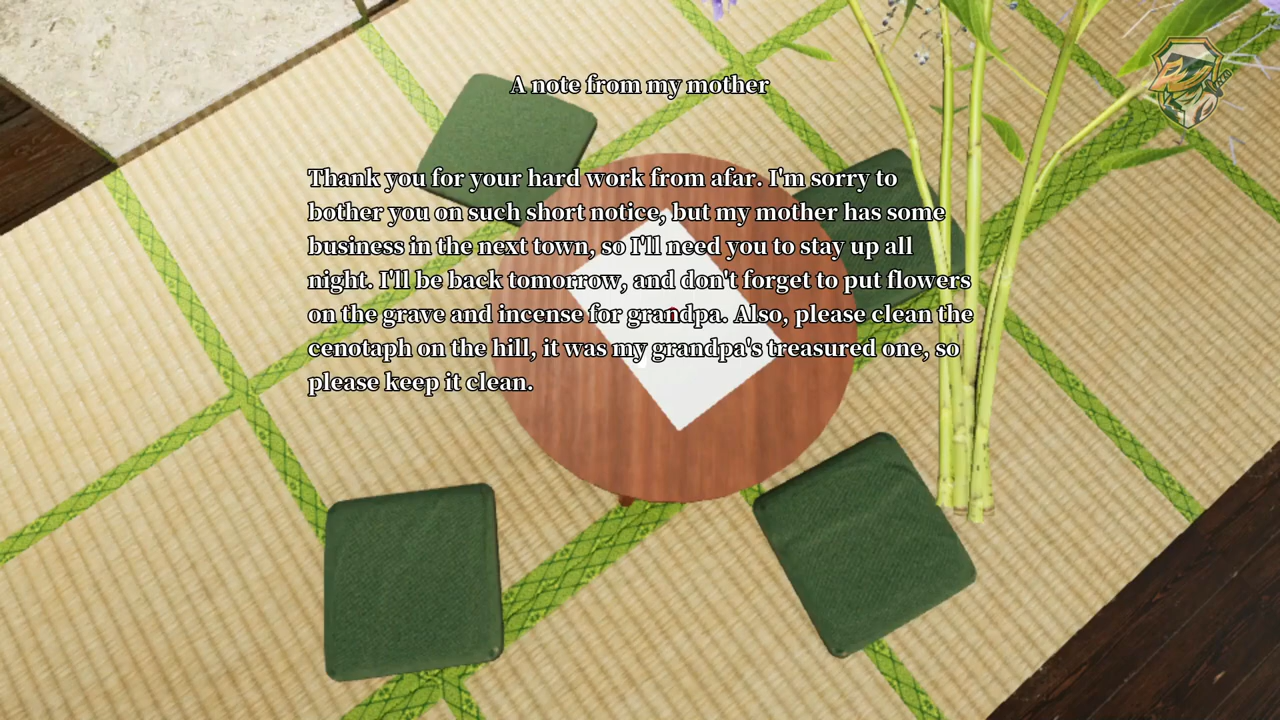 A note from my mother
Thank you for your hard work from afar. I'm sorry to
bother you on such short notice, but my mother has some
business in the next town, so I'll need you to stay up all
night. I'll be back tomorrow, and don't forget to put flowers
on the grave and incense for grandpa. Also, please clean the
cenotaph on the hill, it was my grandpa's treasured one, so
please keep it clean.